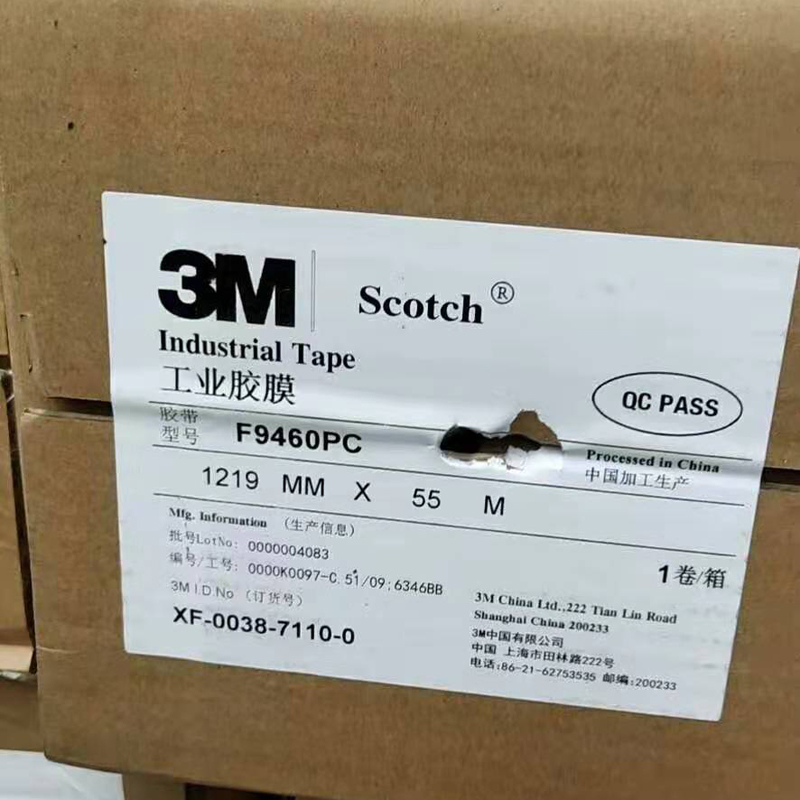 3M Scotch®
Industrial Tape
工业胶膜
QC PASS
胶带
型号 F9460PC
Processed in China
中国加工生产
1219 MM X 55 M
Mfg. Information (生产信息)
批号LotNo: 0000004083
编号/工号: 0000K0097-C.51/09:6346BB
1卷/箱
3M I.D.No (订货号)
XF-0038-7110-0
3M China Ltd.,222 Tian Lin Road
Shanghai China 200233
3M中国有限公司
中国 上海市田林路222号
电话:86-21-62753535 邮编:200233